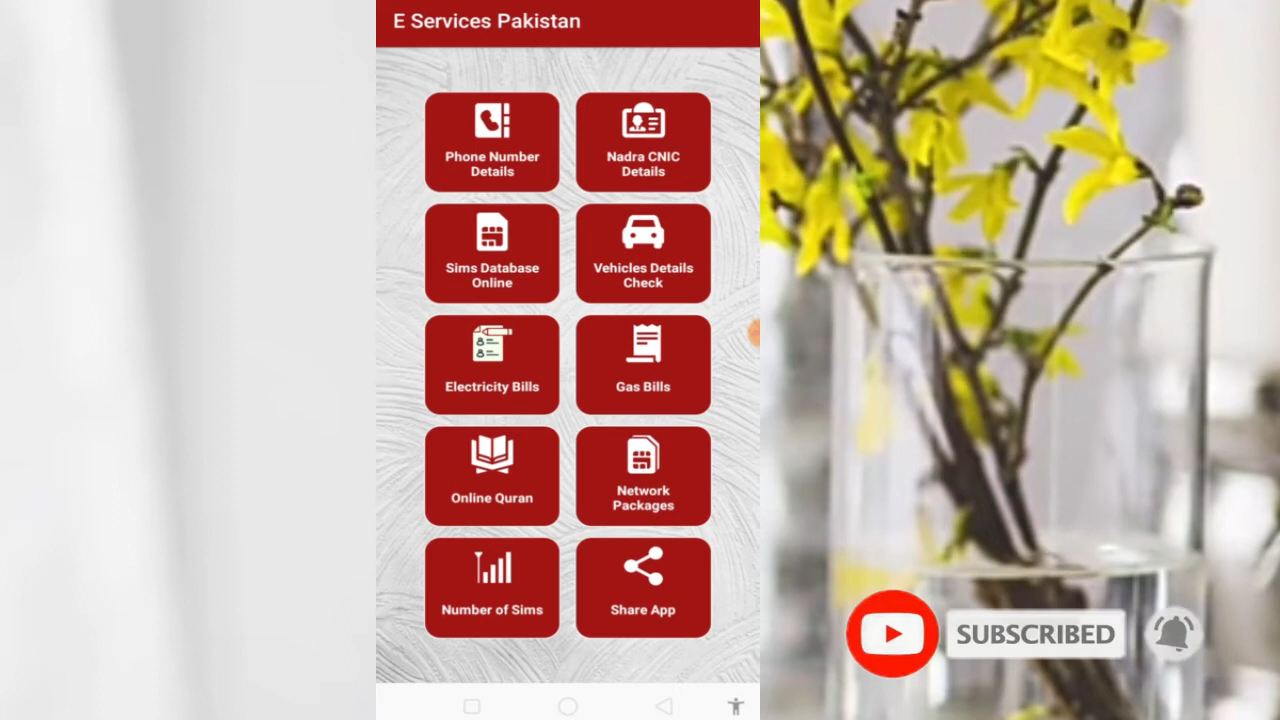 E Services Pakistan
Phone Number
Details
Nadra CNIC
Details
Sims Database
Online
Vehicles Details
Check
Electricity Bills
Gas Bills
Online Quran
Network
Packages
Number of Sims
Share App
SUBSCRIBED